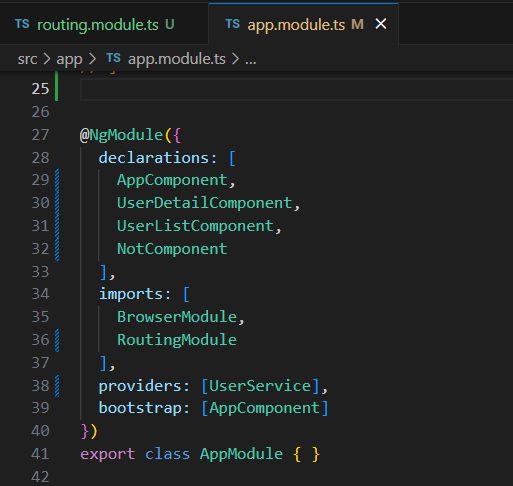 TS routing.module.ts U
TS app.module.ts M ×
src > app > TS app.module.ts > ...
25
26
27 @NgModule({
28 declarations: [
29 AppComponent,
30 UserDetailComponent,
31 UserListComponent,
32 NotComponent
33 ],
34 imports: [
35 BrowserModule,
36 RoutingModule
37 ],
38 providers: [UserService],
39 bootstrap: [AppComponent]
40 })
41 export class AppModule { }
42